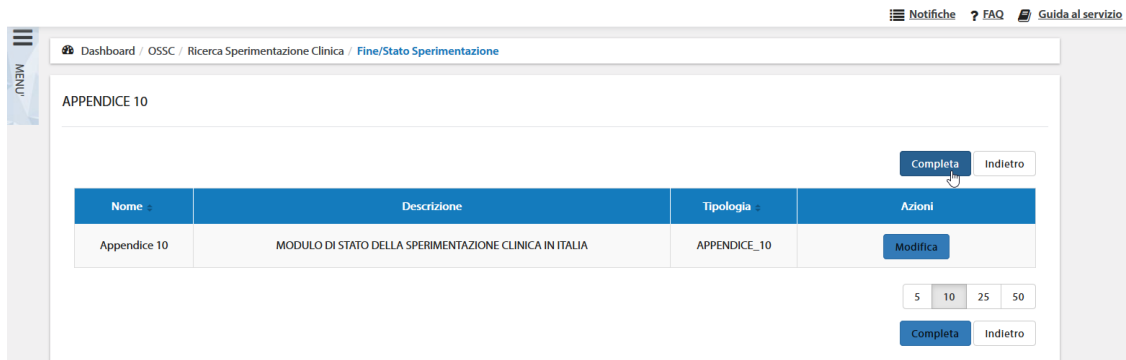 Notifiche ? FAQ Guida al servizio
MENU'
Dashboard / OSSC / Ricerca Sperimentazione Clinica / Fine/Stato Sperimentazione
APPENDICE 10
Completa Indietro
Nome Descrizione Tipologia Azioni
Appendice 10 MODULO DI STATO DELLA SPERIMENTAZIONE CLINICA IN ITALIA APPENDICE_10 Modifica
5 10 25 50
Completa Indietro